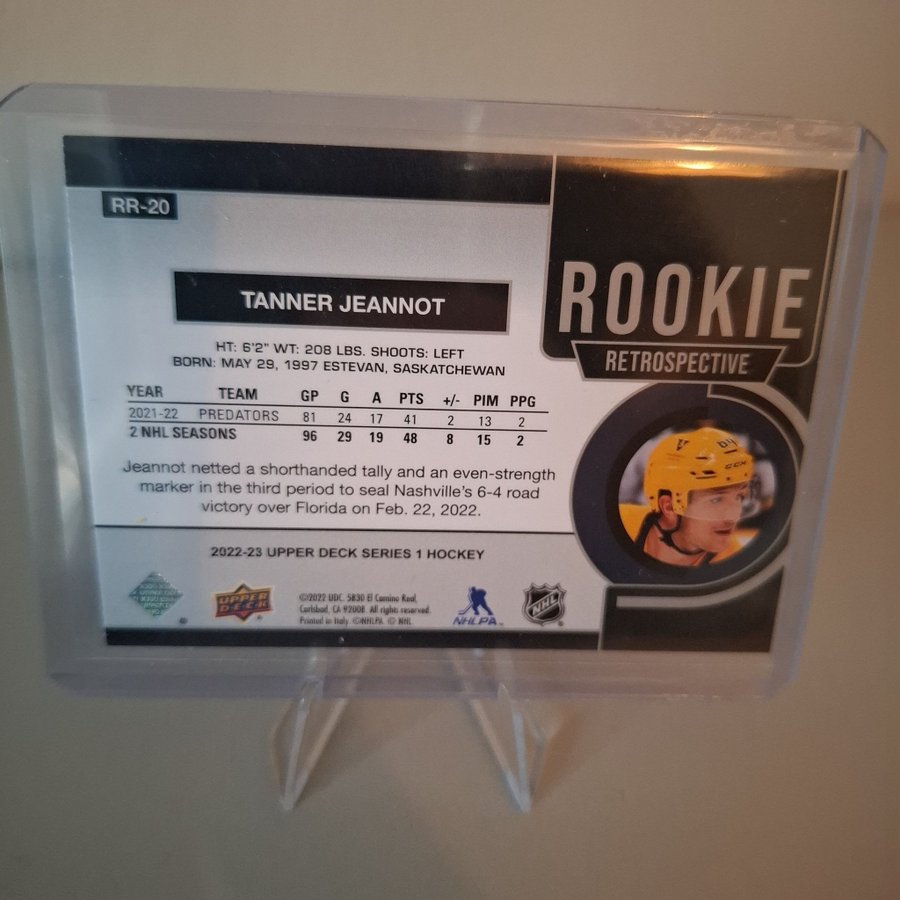 RR-20
TANNER JEANNOT
HT: 6'2" WT: 208 LBS. SHOOTS: LEFT
BORN: MAY 29, 1997 ESTEVAN, SASKATCHEWAN
YEAR TEAM GP G A PTS +/- PIM PPG
2021-22 PREDATORS 81 24 17 41 2 13 2
2 NHL SEASONS 96 29 19 48 8 15 2
Jeannot netted a shorthanded tally and an even-strength
marker in the third period to seal Nashville's 6-4 road
victory over Florida on Feb. 22, 2022.
2022-23 UPPER DECK SERIES 1 HOCKEY
UPPER
DECK
©2022 UDC. 5830 El Camino Real,
Carlsbad, CA 92008. All rights reserved.
Printed in Italy. ©NHLPA. © NHL
NHLPA
NHL
ROOKIE
RETROSPECTIVE
CCM